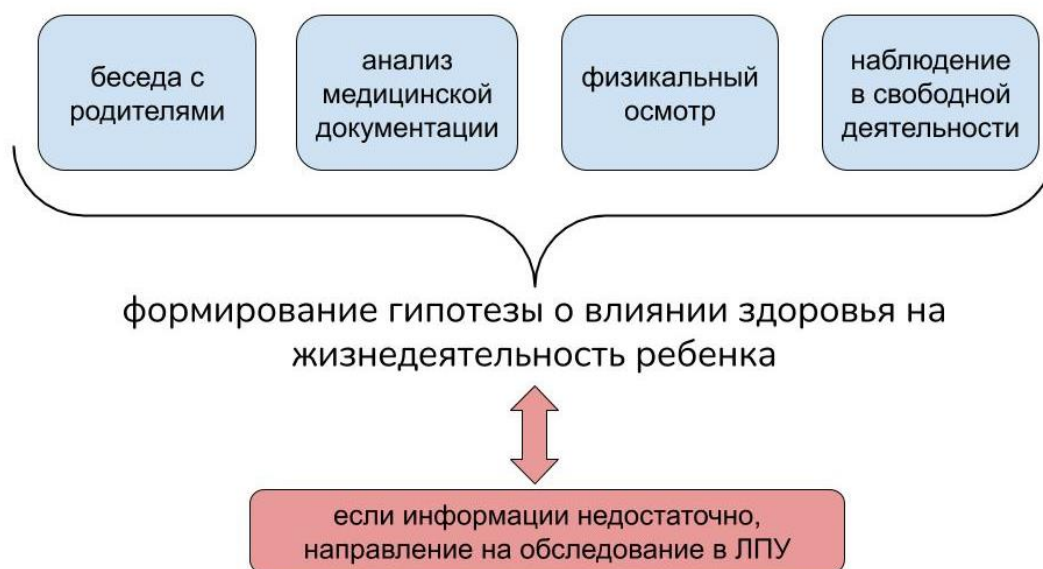 беседа с
родителями
анализ
медицинской
документации
физикальный
осмотр
наблюдение
в свободной
деятельности
формирование гипотезы о влиянии здоровья на
жизнедеятельность ребенка
если информации недостаточно,
направление на обследование в ЛПУ